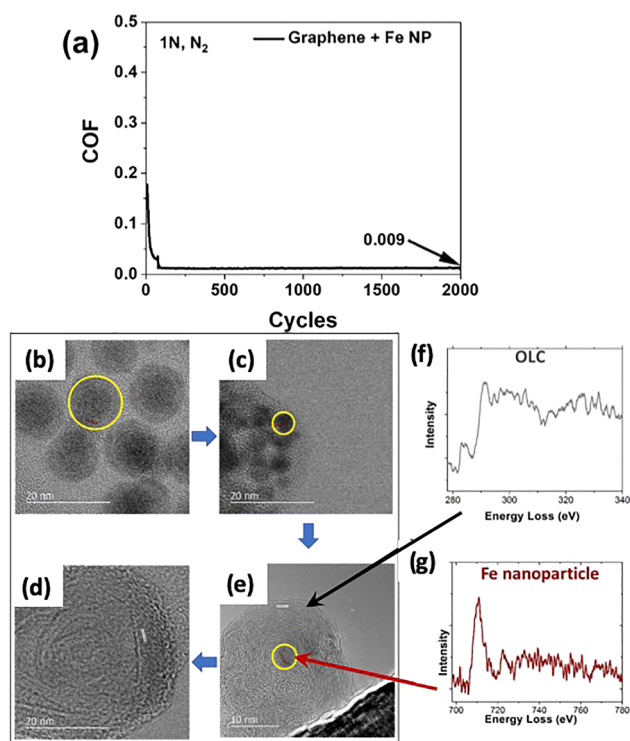 (a)
1N, N2
Graphene + Fe NP
0.5
0.4
0.3
0.2
0.1
0.0
COF
0.009
0
500
1000
1500
2000
Cycles
(b)
20 nm
(c)
20 nm
(f)
OLC
Intensity
280
300
320
340
Energy Loss (eV)
(d)
20 nm
(e)
10 nm
(g)
Fe nanoparticle
Intensity
700
720
740
760
780
Energy Loss (eV)